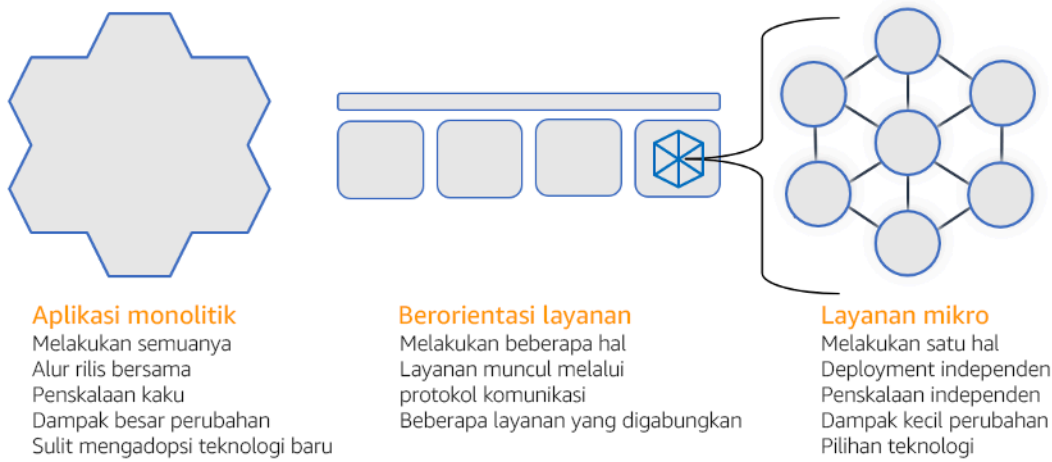 Aplikasi monolitik
Melakukan semuanya
Alur rilis bersama
Penskalaan kaku
Dampak besar perubahan
Sulit mengadopsi teknologi baru
Berorientasi layanan
Melakukan beberapa hal
Layanan muncul melalui
protokol komunikasi
Beberapa layanan yang digabungkan
Layanan mikro
Melakukan satu hal
Deployment independen
Penskalaan independen
Dampak kecil perubahan
Pilihan teknologi